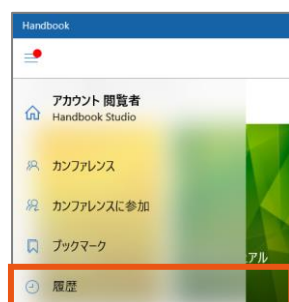 Handbook
アカウント 閲覧者
Handbook Studio
カンファレンス
カンファレンスに参加
ブックマーク
アル
履歴